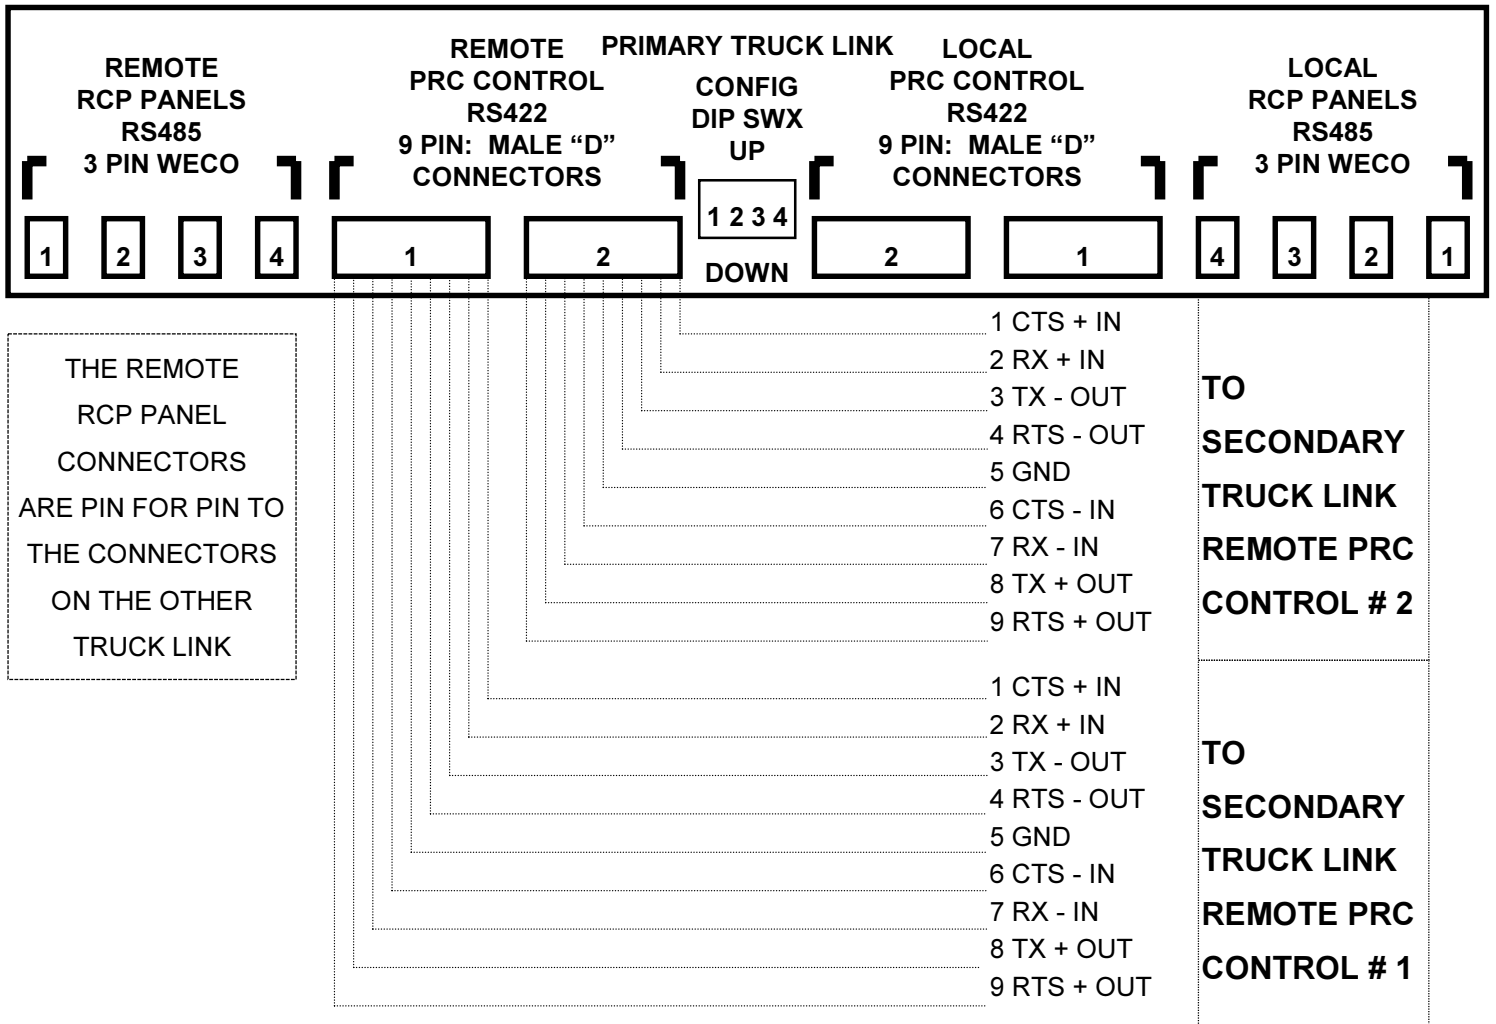 PRIMARY TRUCK LINK
REMOTE
RCP PANELS
RS485
3 PIN WECO
REMOTE
PRC CONTROL
RS422
9 PIN: MALE “D”
CONNECTORS
CONFIG
DIP SWX
UP
1 2 3 4
DOWN
LOCAL
PRC CONTROL
RS422
9 PIN: MALE “D”
CONNECTORS
LOCAL
RCP PANELS
RS485
3 PIN WECO
1 2 3 4 1 2 2 1 4 3 2 1
THE REMOTE
RCP PANEL
CONNECTORS
ARE PIN FOR PIN TO
THE CONNECTORS
ON THE OTHER
TRUCK LINK
1 CTS + IN
2 RX + IN
3 TX - OUT
4 RTS - OUT
5 GND
6 CTS - IN
7 RX - IN
8 TX + OUT
9 RTS + OUT
TO
SECONDARY
TRUCK LINK
REMOTE PRC
CONTROL # 2
1 CTS + IN
2 RX + IN
3 TX - OUT
4 RTS - OUT
5 GND
6 CTS - IN
7 RX - IN
8 TX + OUT
9 RTS + OUT
TO
SECONDARY
TRUCK LINK
REMOTE PRC
CONTROL # 1